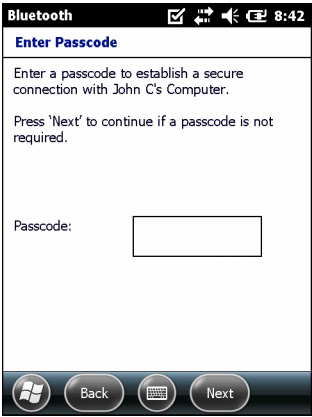 Bluetooth 8:42
Enter Passcode
Enter a passcode to establish a secure
connection with John C's Computer.
Press ‘Next’ to continue if a passcode is not
required.
Passcode:
Back Next